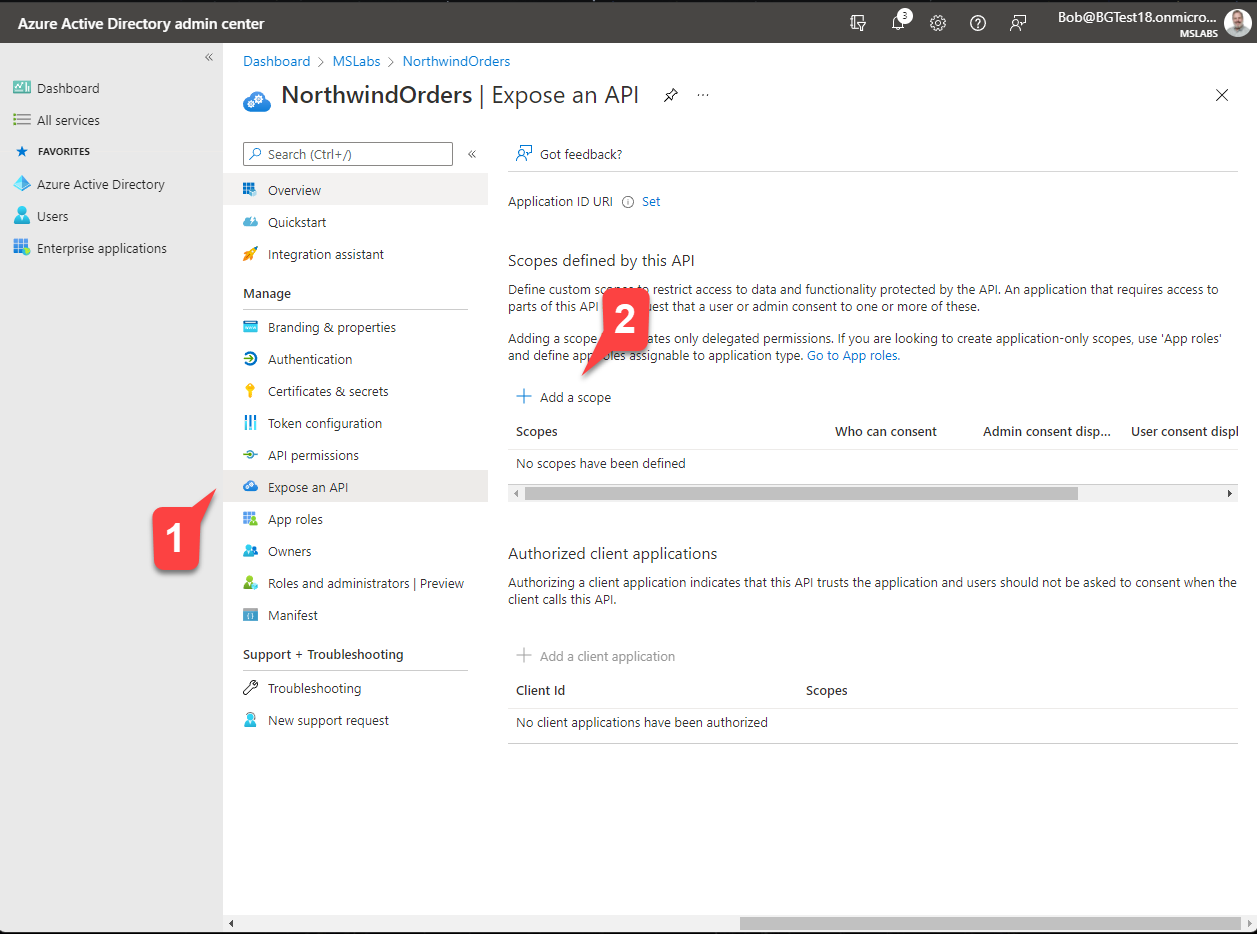 Azure Active Directory admin center
3
Bob@BGTest18.onmicro...
MSLABS
«
Dashboard
All services
FAVORITES
Azure Active Directory
Users
Enterprise applications
Dashboard > MSLabs > NorthwindOrders
NorthwindOrders | Expose an API
...
Search (Ctrl+/)
«
Overview
Quickstart
Integration assistant
Manage
Branding & properties
Authentication
Certificates & secrets
Token configuration
API permissions
Expose an API
App roles
Owners
Roles and administrators | Preview
Manifest
Support + Troubleshooting
Troubleshooting
New support request
1
Got feedback?
Application ID URI Set
Scopes defined by this API
Define custom scopes to restrict access to data and functionality protected by the API. An application that requires access to
parts of this API uest that a user or admin consent to one or more of these.
2
Adding a scope ates only delegated permissions. If you are looking to create application-only scopes, use 'App roles'
and define app roles assignable to application type. Go to App roles.
Add a scope
Scopes Who can consent Admin consent disp... User consent displ
No scopes have been defined
Authorized client applications
Authorizing a client application indicates that this API trusts the application and users should not be asked to consent when the
client calls this API.
Add a client application
Client Id Scopes
No client applications have been authorized